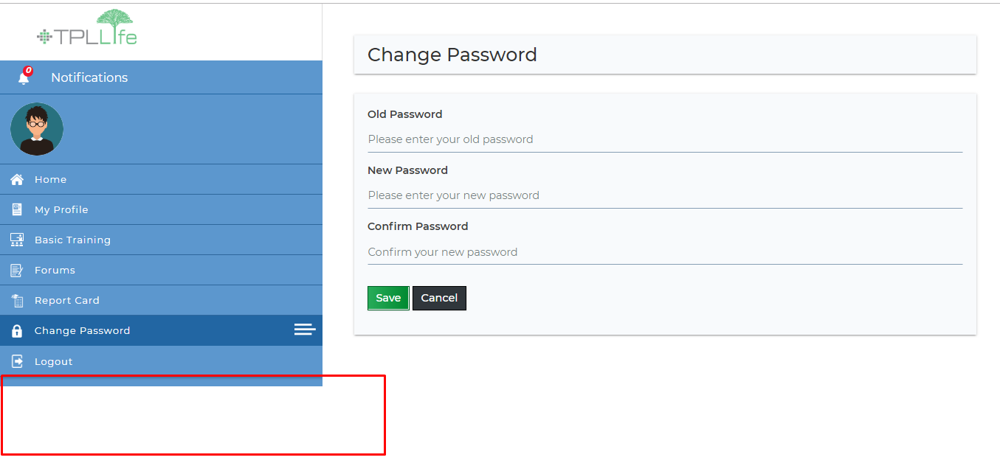 TPLLife
0
Notifications
Home
My Profile
Basic Training
Forums
Report Card
Change Password
Logout
Change Password
Old Password
Please enter your old password
New Password
Please enter your new password
Confirm Password
Confirm your new password
Save
Cancel